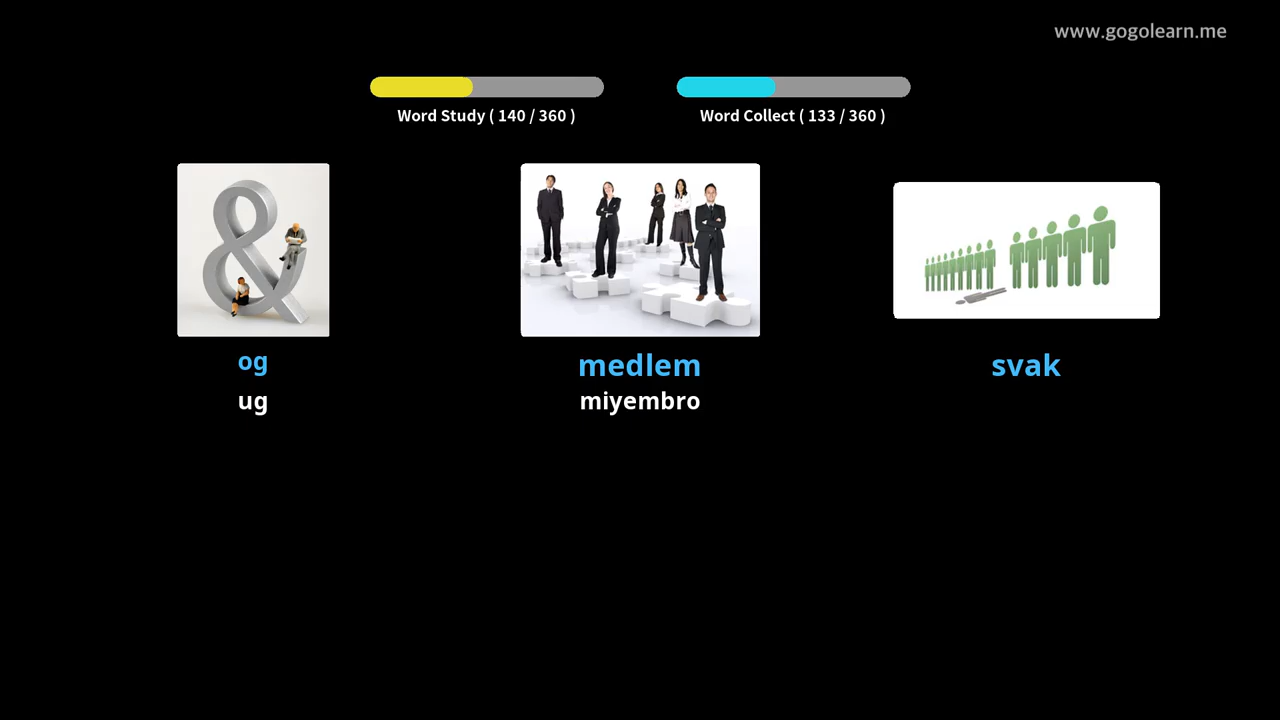 www.gogolearn.me
Word Study ( 140 / 360 )
Word Collect ( 133 / 360 )
og
medlem
svak
ug
miyembro